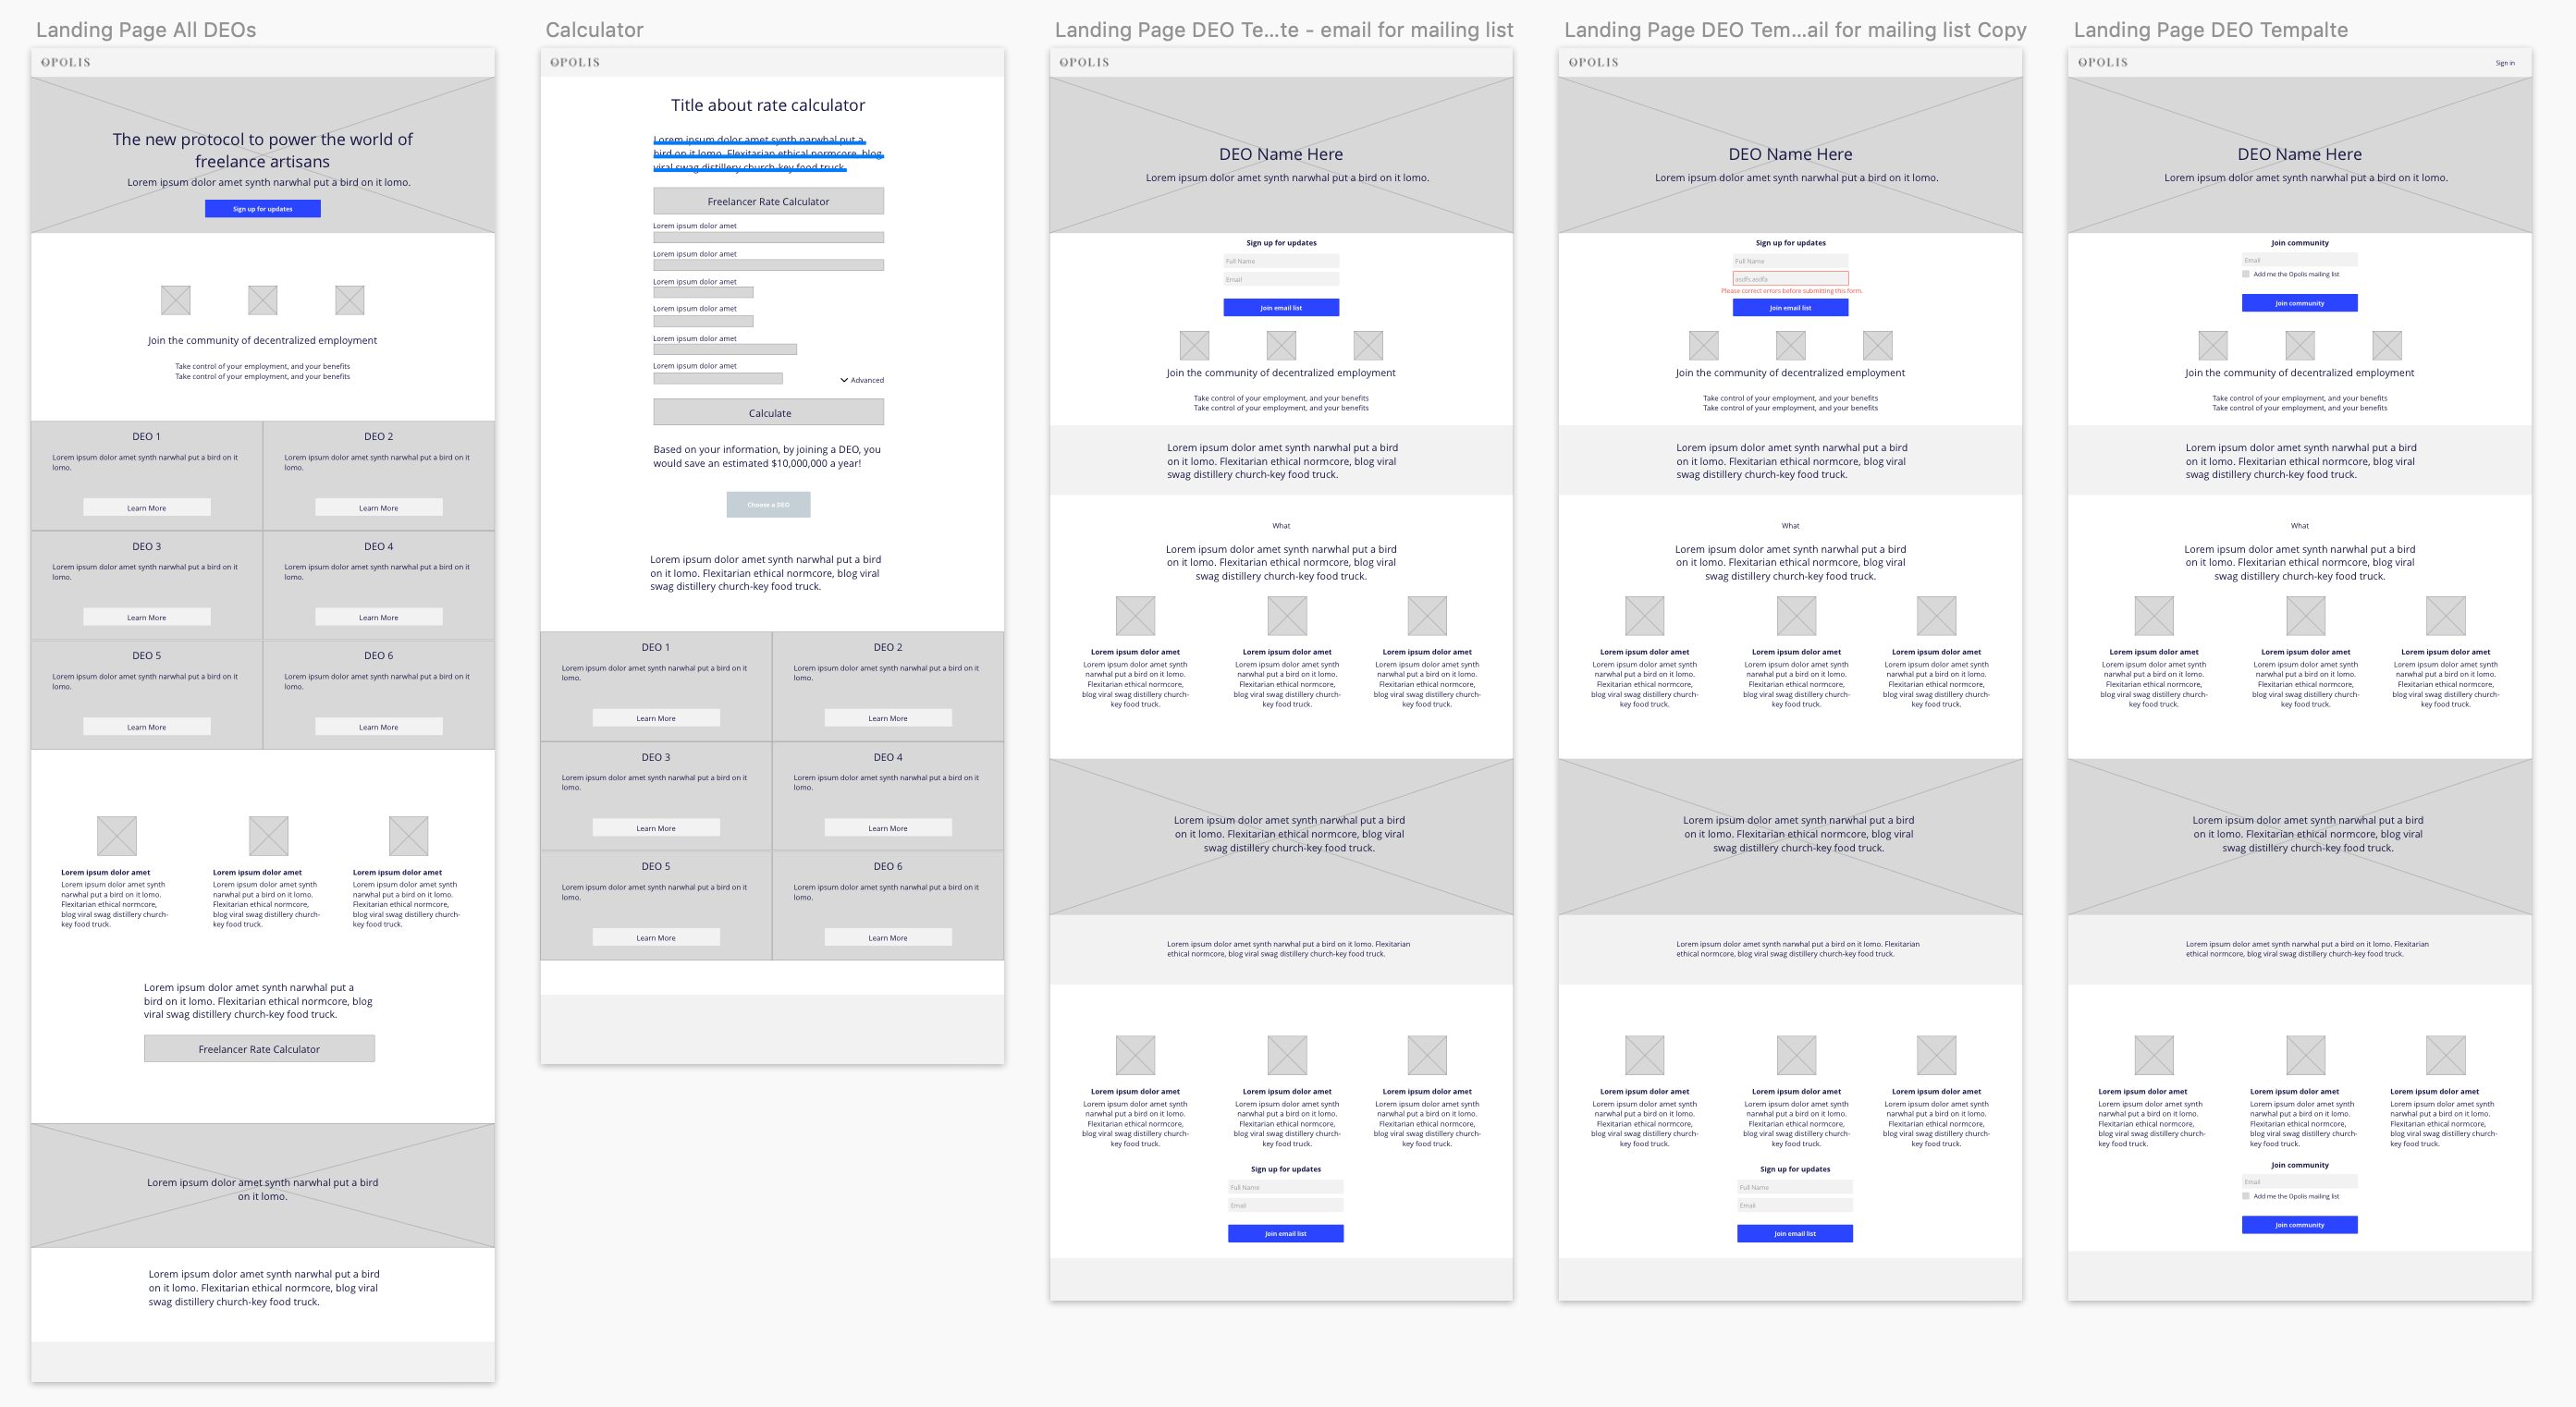 Landing Page All DEOs
OPOLIS
The new protocol to power the world of
freelance artisans
Lorem ipsum dolor amet synth narwhal put a bird on it lomo.
Sign up for updates
Join the community of decentralized employment
Take control of your employment, and your benefits
Take control of your employment, and your benefits
DEO 1
Lorem ipsum dolor amet synth narwhal put a bird on it
lomo.
Learn More
DEO 2
Lorem ipsum dolor amet synth narwhal put a bird on it
lomo.
Learn More
DEO 3
Lorem ipsum dolor amet synth narwhal put a bird on it
lomo.
Learn More
DEO 4
Lorem ipsum dolor amet synth narwhal put a bird on it
lomo.
Learn More
DEO 5
Lorem ipsum dolor amet synth narwhal put a bird on it
lomo.
Learn More
DEO 6
Lorem ipsum dolor amet synth narwhal put a bird on it
lomo.
Learn More
Lorem ipsum dolor amet
Lorem ipsum dolor amet synth
narwhal put a bird on it lomo.
Flexitarian ethical normcore,
blog viral swag distillery church-
key food truck.
Lorem ipsum dolor amet
Lorem ipsum dolor amet synth
narwhal put a bird on it lomo.
Flexitarian ethical normcore,
blog viral swag distillery church-
key food truck.
Lorem ipsum dolor amet
Lorem ipsum dolor amet synth
narwhal put a bird on it lomo.
Flexitarian ethical normcore,
blog viral swag distillery church-
key food truck.
Lorem ipsum dolor amet synth narwhal put a
bird on it lomo. Flexitarian ethical normcore, blog
viral swag distillery church-key food truck.
Freelancer Rate Calculator
Lorem ipsum dolor amet synth narwhal put a bird
on it lomo.
Lorem ipsum dolor amet synth narwhal put a bird
on it lomo. Flexitarian ethical normcore, blog viral
swag distillery church-key food truck.
Calculator
OPOLIS
Title about rate calculator
Lorem ipsum dolor amet synth narwhal put a
bird on it lomo. Flexitarian ethical normcore, blog
viral swag distillery church-key food truck.
Freelancer Rate Calculator
Lorem ipsum dolor amet
Lorem ipsum dolor amet
Lorem ipsum dolor amet
Lorem ipsum dolor amet
Lorem ipsum dolor amet
Lorem ipsum dolor amet
Advanced
Calculate
Based on your information, by joining a DEO, you
would save an estimated $10,000,000 a year!
Choose a DEO
Lorem ipsum dolor amet synth narwhal put a bird
on it lomo. Flexitarian ethical normcore, blog viral
swag distillery church-key food truck.
DEO 1
Lorem ipsum dolor amet synth narwhal put a bird on it
lomo.
Learn More
DEO 2
Lorem ipsum dolor amet synth narwhal put a bird on it
lomo.
Learn More
DEO 3
Lorem ipsum dolor amet synth narwhal put a bird on it
lomo.
Learn More
DEO 4
Lorem ipsum dolor amet synth narwhal put a bird on it
lomo.
Learn More
DEO 5
Lorem ipsum dolor amet synth narwhal put a bird on it
lomo.
Learn More
DEO 6
Lorem ipsum dolor amet synth narwhal put a bird on it
lomo.
Learn More
Landing Page DEO Te...te - email for mailing list
OPOLIS
DEO Name Here
Lorem ipsum dolor amet synth narwhal put a bird on it lomo.
Sign up for updates
Full Name
Email
Join email list
Join the community of decentralized employment
Take control of your employment, and your benefits
Take control of your employment, and your benefits
Lorem ipsum dolor amet synth narwhal put a bird
on it lomo. Flexitarian ethical normcore, blog viral
swag distillery church-key food truck.
What
Lorem ipsum dolor amet synth narwhal put a bird
on it lomo. Flexitarian ethical normcore, blog viral
swag distillery church-key food truck.
Lorem ipsum dolor amet
Lorem ipsum dolor amet synth
narwhal put a bird on it lomo.
Flexitarian ethical normcore,
blog viral swag distillery church-
key food truck.
Lorem ipsum dolor amet
Lorem ipsum dolor amet synth
narwhal put a bird on it lomo.
Flexitarian ethical normcore,
blog viral swag distillery church-
key food truck.
Lorem ipsum dolor amet
Lorem ipsum dolor amet synth
narwhal put a bird on it lomo.
Flexitarian ethical normcore,
blog viral swag distillery church-
key food truck.
Lorem ipsum dolor amet synth narwhal put a bird
on it lomo. Flexitarian ethical normcore, blog viral
swag distillery church-key food truck.
Lorem ipsum dolor amet synth narwhal put a bird on it lomo. Flexitarian
ethical normcore, blog viral swag distillery church-key food truck.
Lorem ipsum dolor amet
Lorem ipsum dolor amet synth
narwhal put a bird on it lomo.
Flexitarian ethical normcore,
blog viral swag distillery church-
key food truck.
Lorem ipsum dolor amet
Lorem ipsum dolor amet synth
narwhal put a bird on it lomo.
Flexitarian ethical normcore,
blog viral swag distillery church-
key food truck.
Lorem ipsum dolor amet
Lorem ipsum dolor amet synth
narwhal put a bird on it lomo.
Flexitarian ethical normcore,
blog viral swag distillery church-
key food truck.
Sign up for updates
Full Name
Email
Join email list
Landing Page DEO Tem...ail for mailing list Copy
OPOLIS
DEO Name Here
Lorem ipsum dolor amet synth narwhal put a bird on it lomo.
Sign up for updates
Full Name
asdfs.asdfa
Please correct errors before submitting this form.
Join email list
Join the community of decentralized employment
Take control of your employment, and your benefits
Take control of your employment, and your benefits
Lorem ipsum dolor amet synth narwhal put a bird
on it lomo. Flexitarian ethical normcore, blog viral
swag distillery church-key food truck.
What
Lorem ipsum dolor amet synth narwhal put a bird
on it lomo. Flexitarian ethical normcore, blog viral
swag distillery church-key food truck.
Lorem ipsum dolor amet
Lorem ipsum dolor amet synth
narwhal put a bird on it lomo.
Flexitarian ethical normcore,
blog viral swag distillery church-
key food truck.
Lorem ipsum dolor amet
Lorem ipsum dolor amet synth
narwhal put a bird on it lomo.
Flexitarian ethical normcore,
blog viral swag distillery church-
key food truck.
Lorem ipsum dolor amet
Lorem ipsum dolor amet synth
narwhal put a bird on it lomo.
Flexitarian ethical normcore,
blog viral swag distillery church-
key food truck.
Lorem ipsum dolor amet synth narwhal put a bird
on it lomo. Flexitarian ethical normcore, blog viral
swag distillery church-key food truck.
Lorem ipsum dolor amet synth narwhal put a bird on it lomo. Flexitarian
ethical normcore, blog viral swag distillery church-key food truck.
Lorem ipsum dolor amet
Lorem ipsum dolor amet synth
narwhal put a bird on it lomo.
Flexitarian ethical normcore,
blog viral swag distillery church-
key food truck.
Lorem ipsum dolor amet
Lorem ipsum dolor amet synth
narwhal put a bird on it lomo.
Flexitarian ethical normcore,
blog viral swag distillery church-
key food truck.
Lorem ipsum dolor amet
Lorem ipsum dolor amet synth
narwhal put a bird on it lomo.
Flexitarian ethical normcore,
blog viral swag distillery church-
key food truck.
Sign up for updates
Full Name
Email
Join email list
Landing Page DEO Tempalte
OPOLIS
Sign in
DEO Name Here
Lorem ipsum dolor amet synth narwhal put a bird on it lomo.
Join community
Email
Add me the Opolis mailing list
Join community
Join the community of decentralized employment
Take control of your employment, and your benefits
Take control of your employment, and your benefits
Lorem ipsum dolor amet synth narwhal put a bird
on it lomo. Flexitarian ethical normcore, blog viral
swag distillery church-key food truck.
What
Lorem ipsum dolor amet synth narwhal put a bird
on it lomo. Flexitarian ethical normcore, blog viral
swag distillery church-key food truck.
Lorem ipsum dolor amet
Lorem ipsum dolor amet synth
narwhal put a bird on it lomo.
Flexitarian ethical normcore,
blog viral swag distillery church-
key food truck.
Lorem ipsum dolor amet
Lorem ipsum dolor amet synth
narwhal put a bird on it lomo.
Flexitarian ethical normcore,
blog viral swag distillery church-
key food truck.
Lorem ipsum dolor amet
Lorem ipsum dolor amet synth
narwhal put a bird on it lomo.
Flexitarian ethical normcore,
blog viral swag distillery church-
key food truck.
Lorem ipsum dolor amet synth narwhal put a bird
on it lomo. Flexitarian ethical normcore, blog viral
swag distillery church-key food truck.
Lorem ipsum dolor amet synth narwhal put a bird on it lomo. Flexitarian
ethical normcore, blog viral swag distillery church-key food truck.
Lorem ipsum dolor amet
Lorem ipsum dolor amet synth
narwhal put a bird on it lomo.
Flexitarian ethical normcore,
blog viral swag distillery church-
key food truck.
Lorem ipsum dolor amet
Lorem ipsum dolor amet synth
narwhal put a bird on it lomo.
Flexitarian ethical normcore,
blog viral swag distillery church-
key food truck.
Lorem ipsum dolor amet
Lorem ipsum dolor amet synth
narwhal put a bird on it lomo.
Flexitarian ethical normcore,
blog viral swag distillery church-
key food truck.
Join community
Email
Add me the Opolis mailing list
Join community